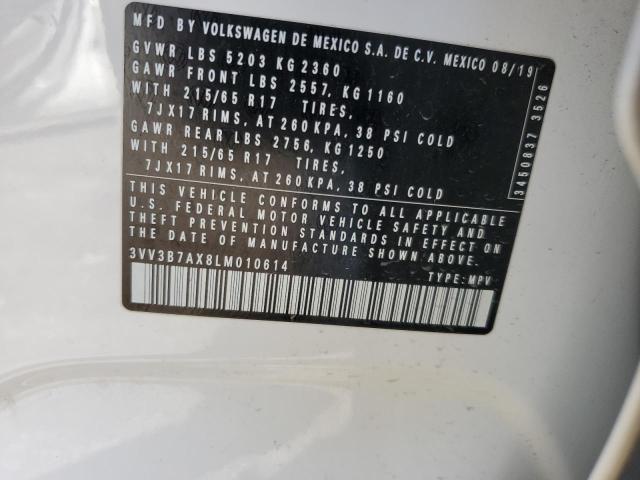 MFD BY VOLKSWAGEN DE MEXICO S.A. DE C.V. MEXICO 08/19
GVWR LBS 5203 KG 2360
GAWR FRONT LBS 2557, KG 1160
WITH 215/65 R17 TIRES,
7JX17 RIMS, AT 260 KPA, 38 PSI COLD
GAWR REAR LBS 2756, KG 1250
WITH 215/65 R17 TIRES,
7JX17 RIMS, AT 260 KPA, 38 PSI COLD
THIS VEHICLE CONFORMS TO ALL APPLICABLE
U.S. FEDERAL MOTOR VEHICLE SAFETY AND
THEFT PREVENTION STANDARDS IN EFFECT ON
THE DATE OF MANUFACTURE SHOWN ABOVE.
3VV3B7AX8LM010614
TYPE: MPV
3450837 3526